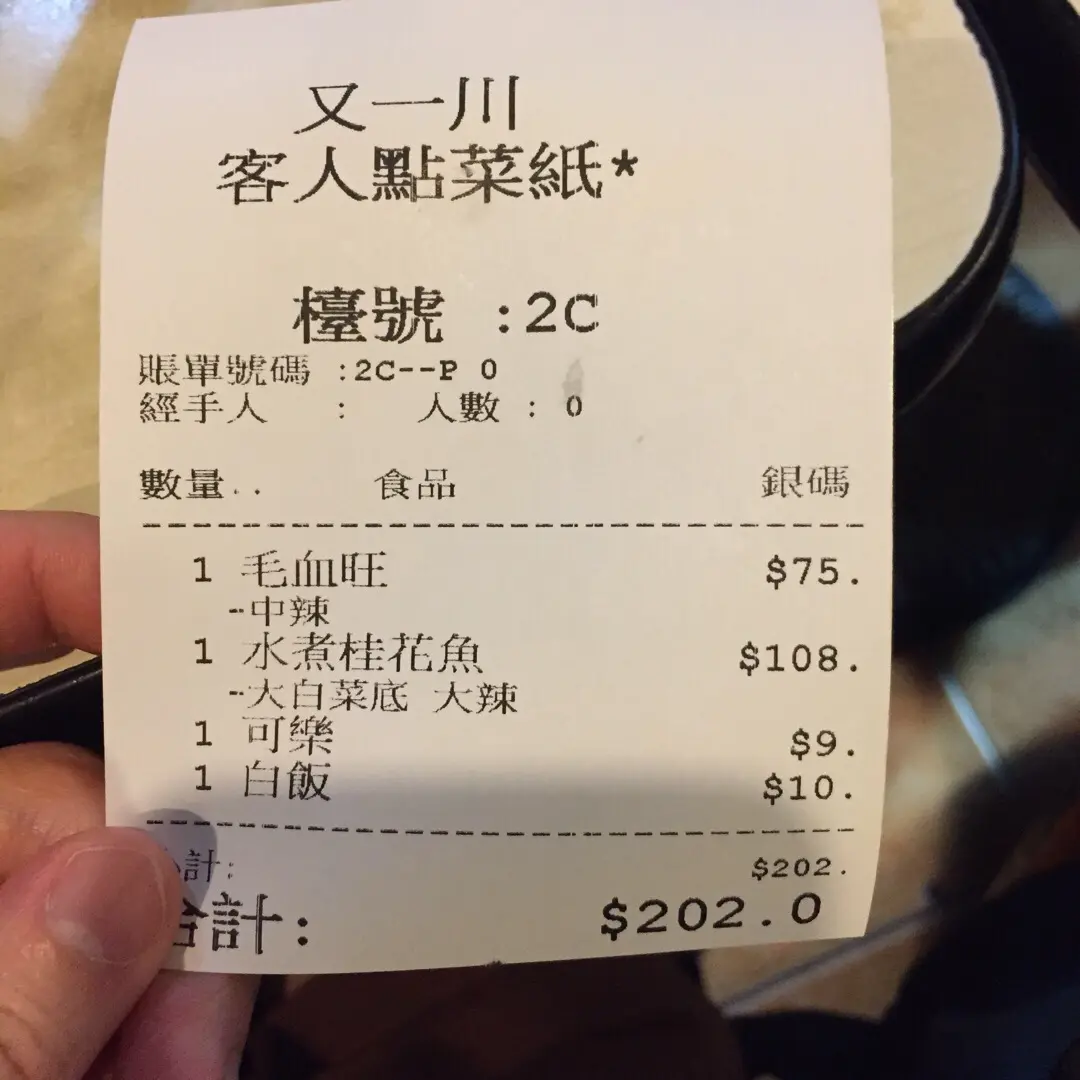 又一川
客人點菜紙*
檯號 :2C
賬單號碼 :2C--P 0
經手人 : 人數 : 0
數量.. 食品 銀碼
1 毛血旺 $75.
-中辣
1 水煮桂花魚 $108.
-大白菜底 大辣
1 可樂 $9.
1 白飯 $10.
計: $202.
合計: $202.0